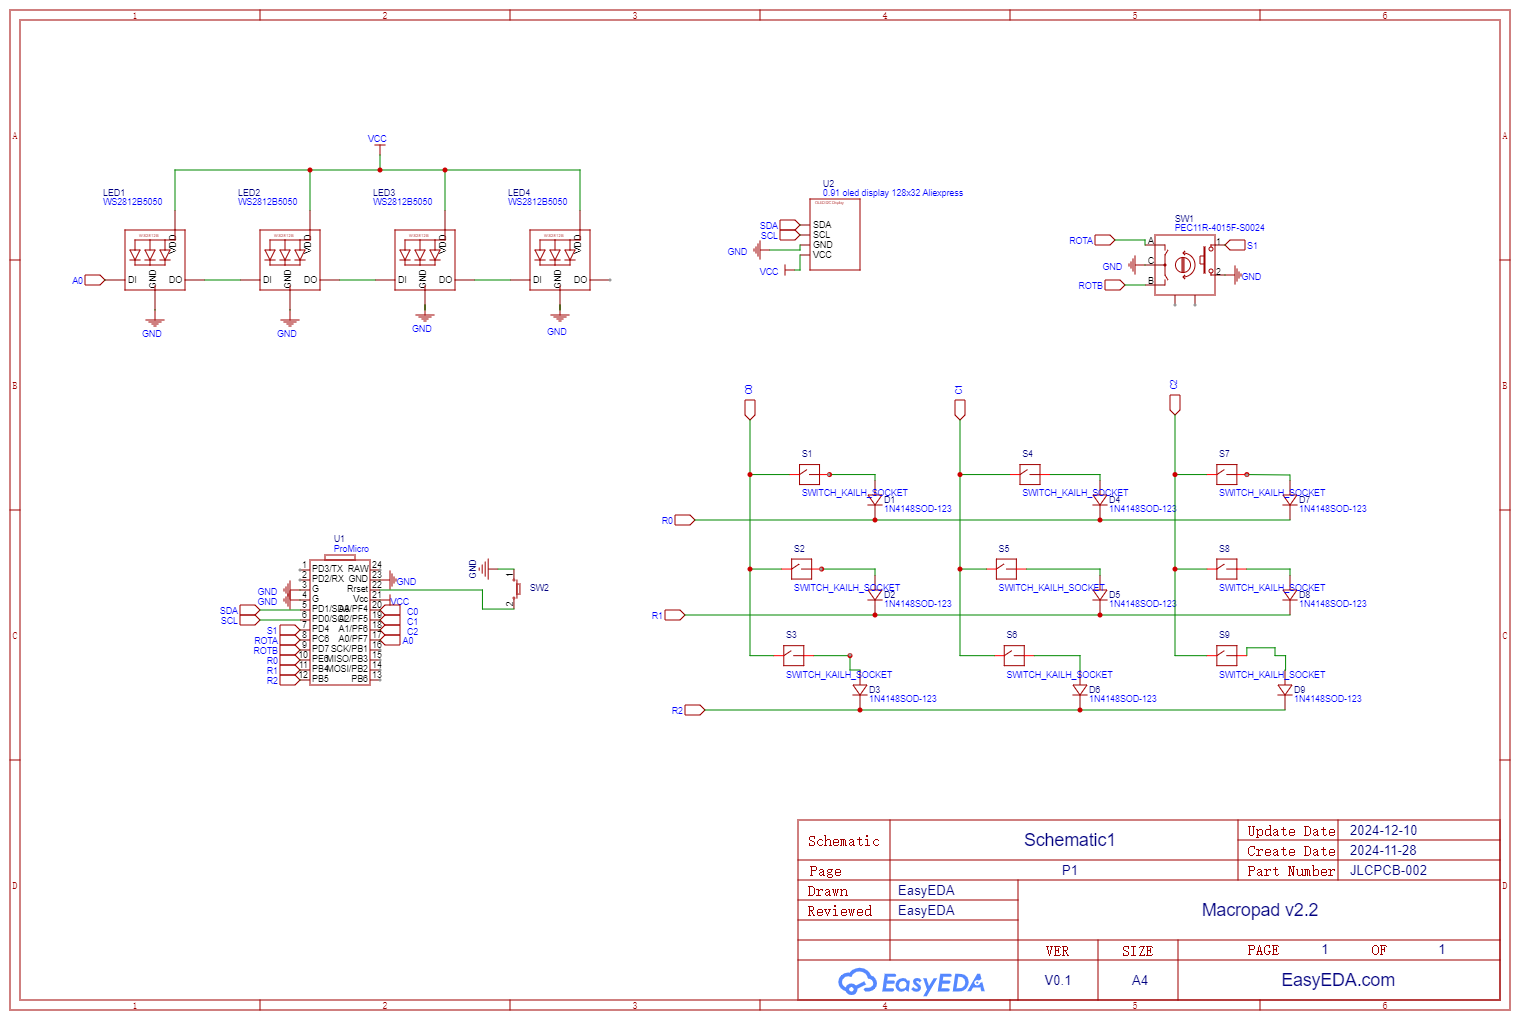 1 2 3 4 5 6
A A
B B
C C
D D
VCC
LED1
WS2812B5050
LED2
WS2812B5050
LED3
WS2812B5050
LED4
WS2812B5050
VDD VDD VDD VDD
A0
DI GND DO
DI GND DO
DI GND DO
DI GND DO
GND
GND
GND
GND
U2
0.91 oled display 128x32 Aliexpress
SDA SDA
SCL SCL
GND GND
VCC VCC
SW1
PEC11R-4015F-S0024
ROTA A 1 S1
GND C 2 GND
ROTB B
C0 C1 C2
S1
SWITCH_KAILH_SOCKET
D1
1N4148SOD-123
S4
SWITCH_KAILH_SOCKET
D4
1N4148SOD-123
S7
SWITCH_KAILH_SOCKET
D7
1N4148SOD-123
R0
S2
SWITCH_KAILH_SOCKET
D2
1N4148SOD-123
S5
SWITCH_KAILH_SOCKET
D5
1N4148SOD-123
S8
SWITCH_KAILH_SOCKET
D8
1N4148SOD-123
R1
S3
SWITCH_KAILH_SOCKET
D3
1N4148SOD-123
S6
SWITCH_KAILH_SOCKET
D6
1N4148SOD-123
S9
SWITCH_KAILH_SOCKET
D9
1N4148SOD-123
R2
U1
ProMicro
1 PD3/TX RAW 24
2 PD2/RX GND 23 GND
GND 3 G Rrset 22
GND 4 G Vcc 21 VCC
SDA 5 PD1/SDA A3/PF4 20 C0
SCL 6 PD0/SCL A2/PF5 19 C1
S1 7 PD4 A1/PF6 18 C2
ROTA 8 PC6 A0/PF7 17 A0
ROTB 9 PD7 SCK/PB1 16
R0 10 PE6 MISO/PB3 15
R1 11 PB4 MOSI/PB2 14
R2 12 PB5 PB6 13
GND 1
2 SW2
Schematic Schematic1 Update Date 2024-12-10
Create Date 2024-11-28
Page P1 Part Number JLCPCB-002
Drawn EasyEDA
Reviewed EasyEDA
Macropad v2.2
VER SIZE PAGE 1 OF 1
EasyEDA V0.1 A4 EasyEDA.com
1 2 3 4 5 6